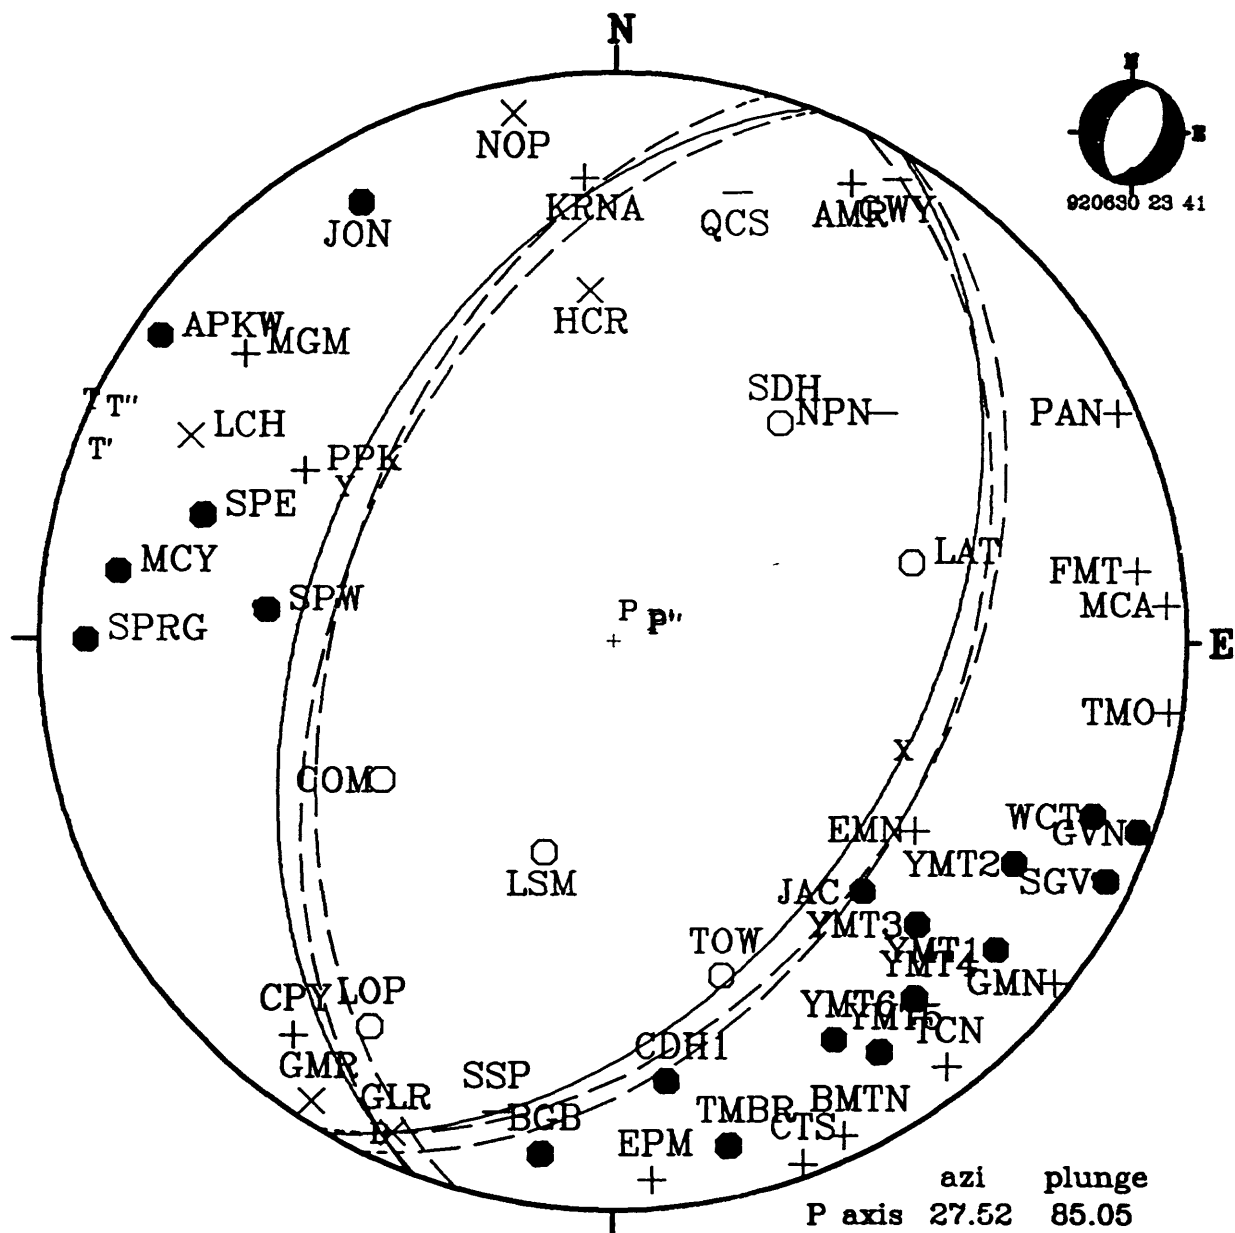 N
N
NOP
E
KRNA
QCS
AMR
GWY
920630 23 41
JON
HCR
APKW
MGM
SDH
T
T"
NPN
PAN
LCH
T'
PPK
Y
SPE
LAT
MCY
FMT
SPW
MCA
P
P"
SPRG
E
TMO
X
COM
WCT
EMN
GVN
YMT2
LSM
JAC
SGV
YMT3
TOW
YMT1
YMT4
GMN
CPY
LOP
YMT6
YMT5
TCN
CDH1
GMR
SSP
GLR
BMTN
TMBR
BGB
CTS
B
EPM
azi plunge
P axis 27.52 85.05